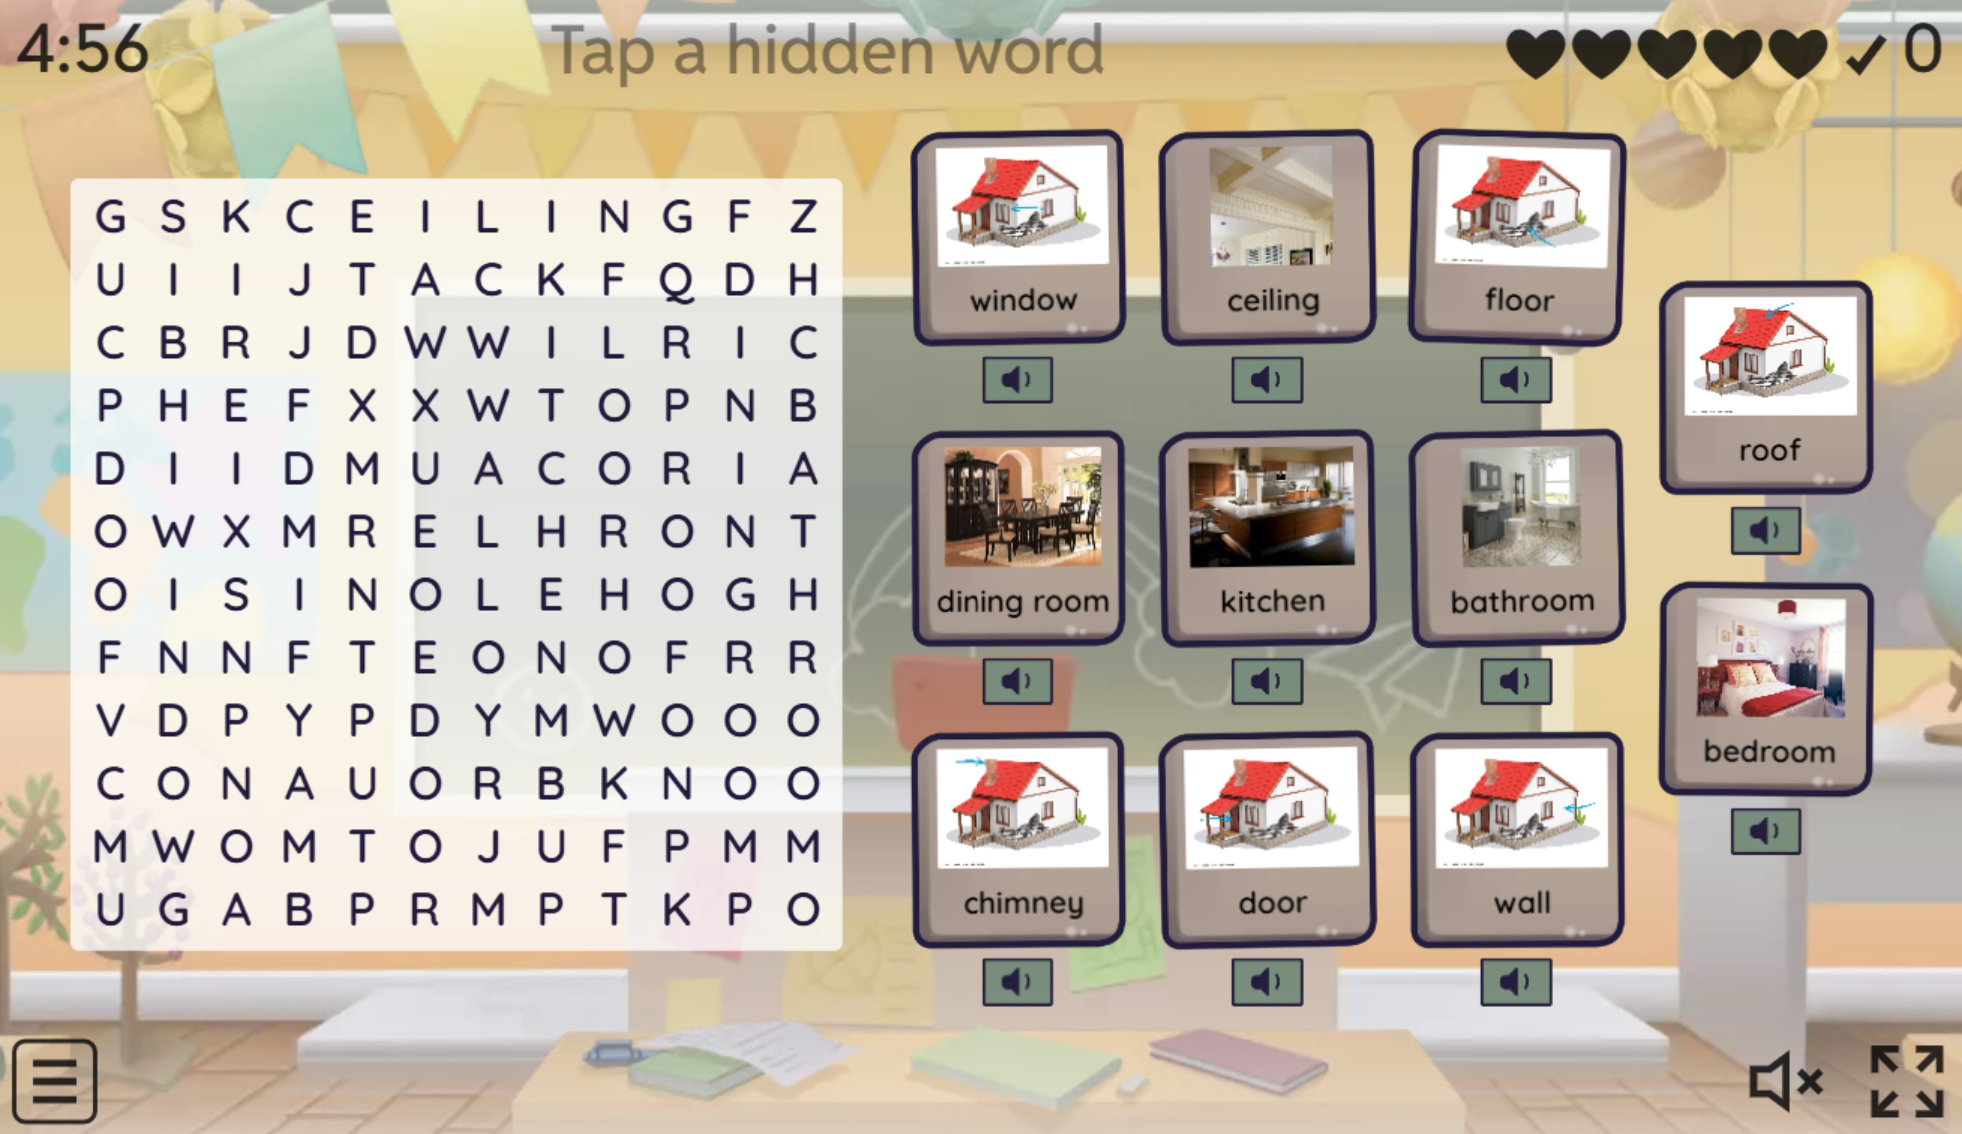 4:56
Tap a hidden word
0
G S K C E I L I N G F Z
U I I J T A C K F Q D H
C B R J D W W I L R I C
P H E F X X W T O P N B
D I I D M U A C O R I A
O W X M R E L H R O N T
O I S I N O L E H O G H
F N N F T E O N O F R R
V D P Y P D Y M W O O O
C O N A U O R B K N O O
M W O M T O J U F P M M
U G A B P R M P T K P O
window
ceiling
floor
roof
dining room
kitchen
bathroom
bedroom
chimney
door
wall